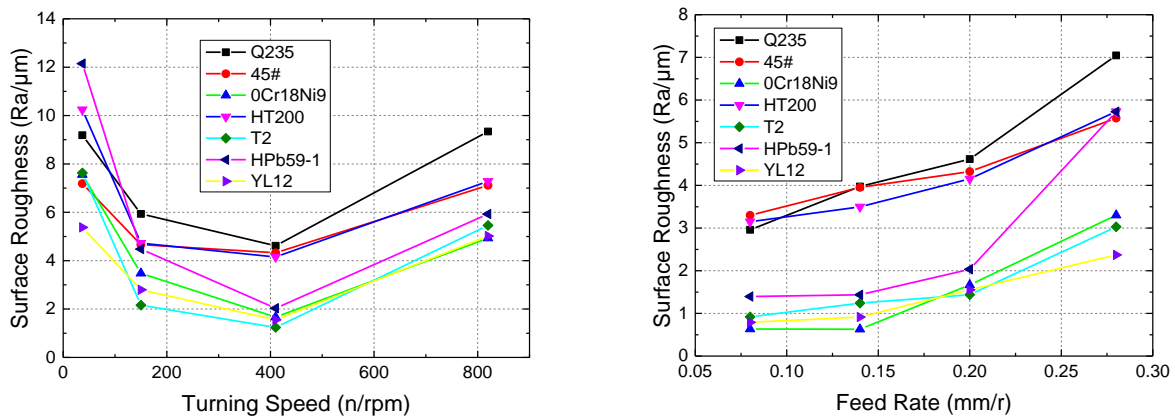 Surface Roughness (Ra/μm)
14
12
10
8
6
4
2
0
Q235
45#
0Cr18Ni9
HT200
T2
HPb59-1
YL12
0 200 400 600 800
Turning Speed (n/rpm)
Surface Roughness (Ra/μm)
8
7
6
5
4
3
2
1
0
Q235
45#
0Cr18Ni9
HT200
T2
HPb59-1
YL12
0.05 0.10 0.15 0.20 0.25 0.30
Feed Rate (mm/r)